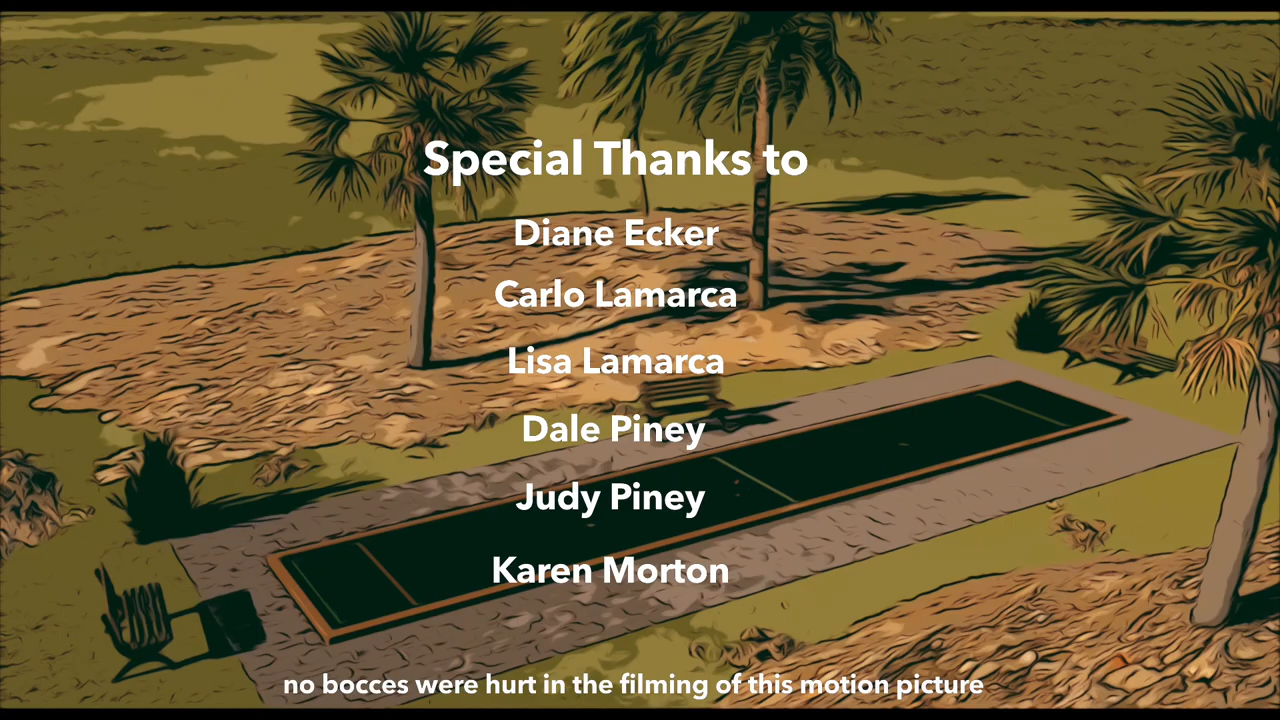 Special Thanks to
Diane Ecker
Carlo Lamarca
Lisa Lamarca
Dale Piney
Judy Piney
Karen Morton
no bocces were hurt in the filming of this motion picture